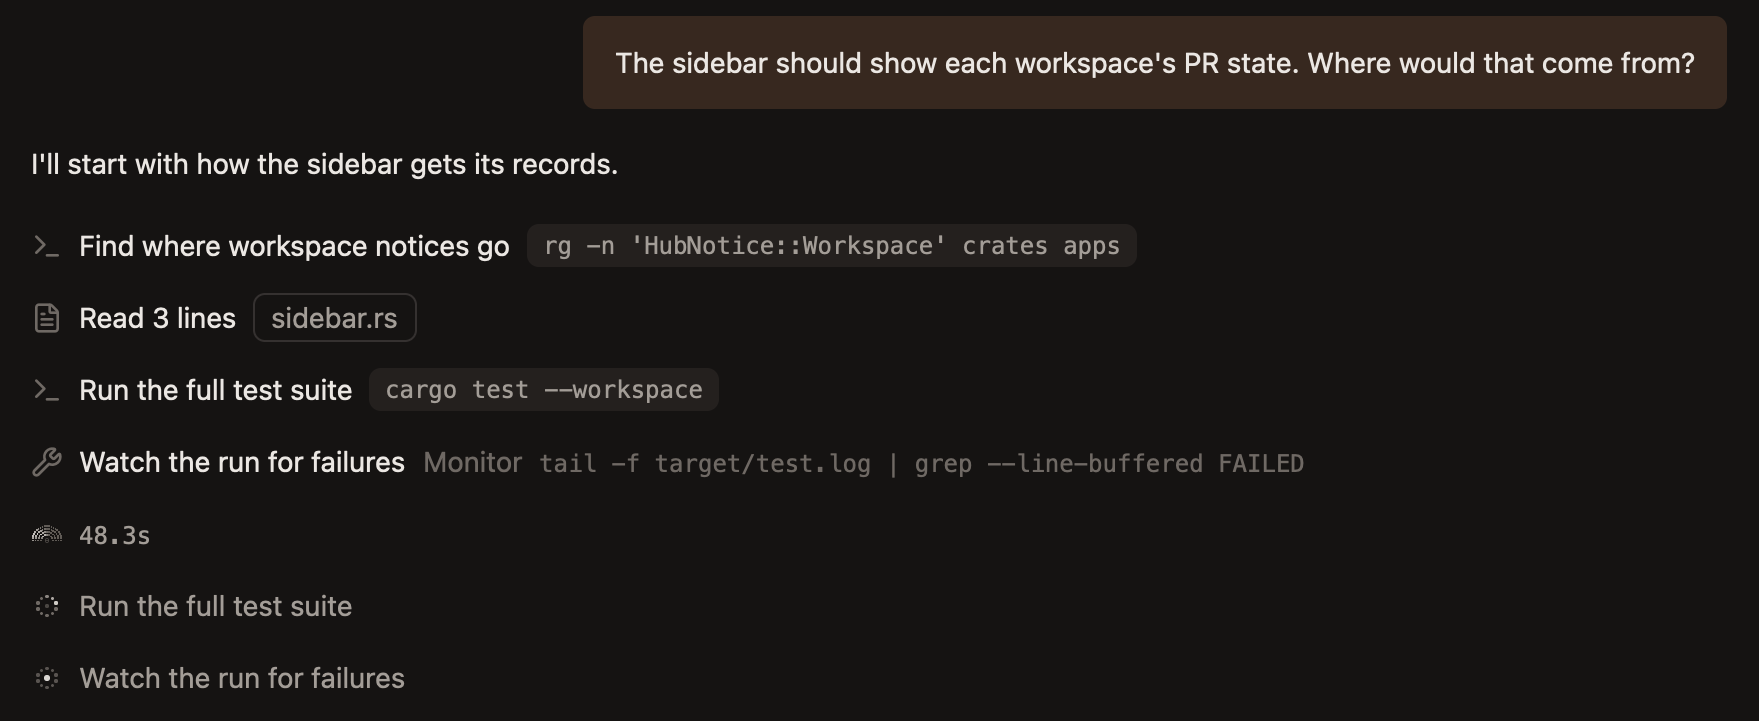 The sidebar should show each workspace's PR state. Where would that come from?
I'll start with how the sidebar gets its records.
Find where workspace notices go rg -n 'HubNotice::Workspace' crates apps
Read 3 lines sidebar.rs
Run the full test suite cargo test --workspace
Watch the run for failures Monitor tail -f target/test.log | grep --line-buffered FAILED
48.3s
Run the full test suite
Watch the run for failures